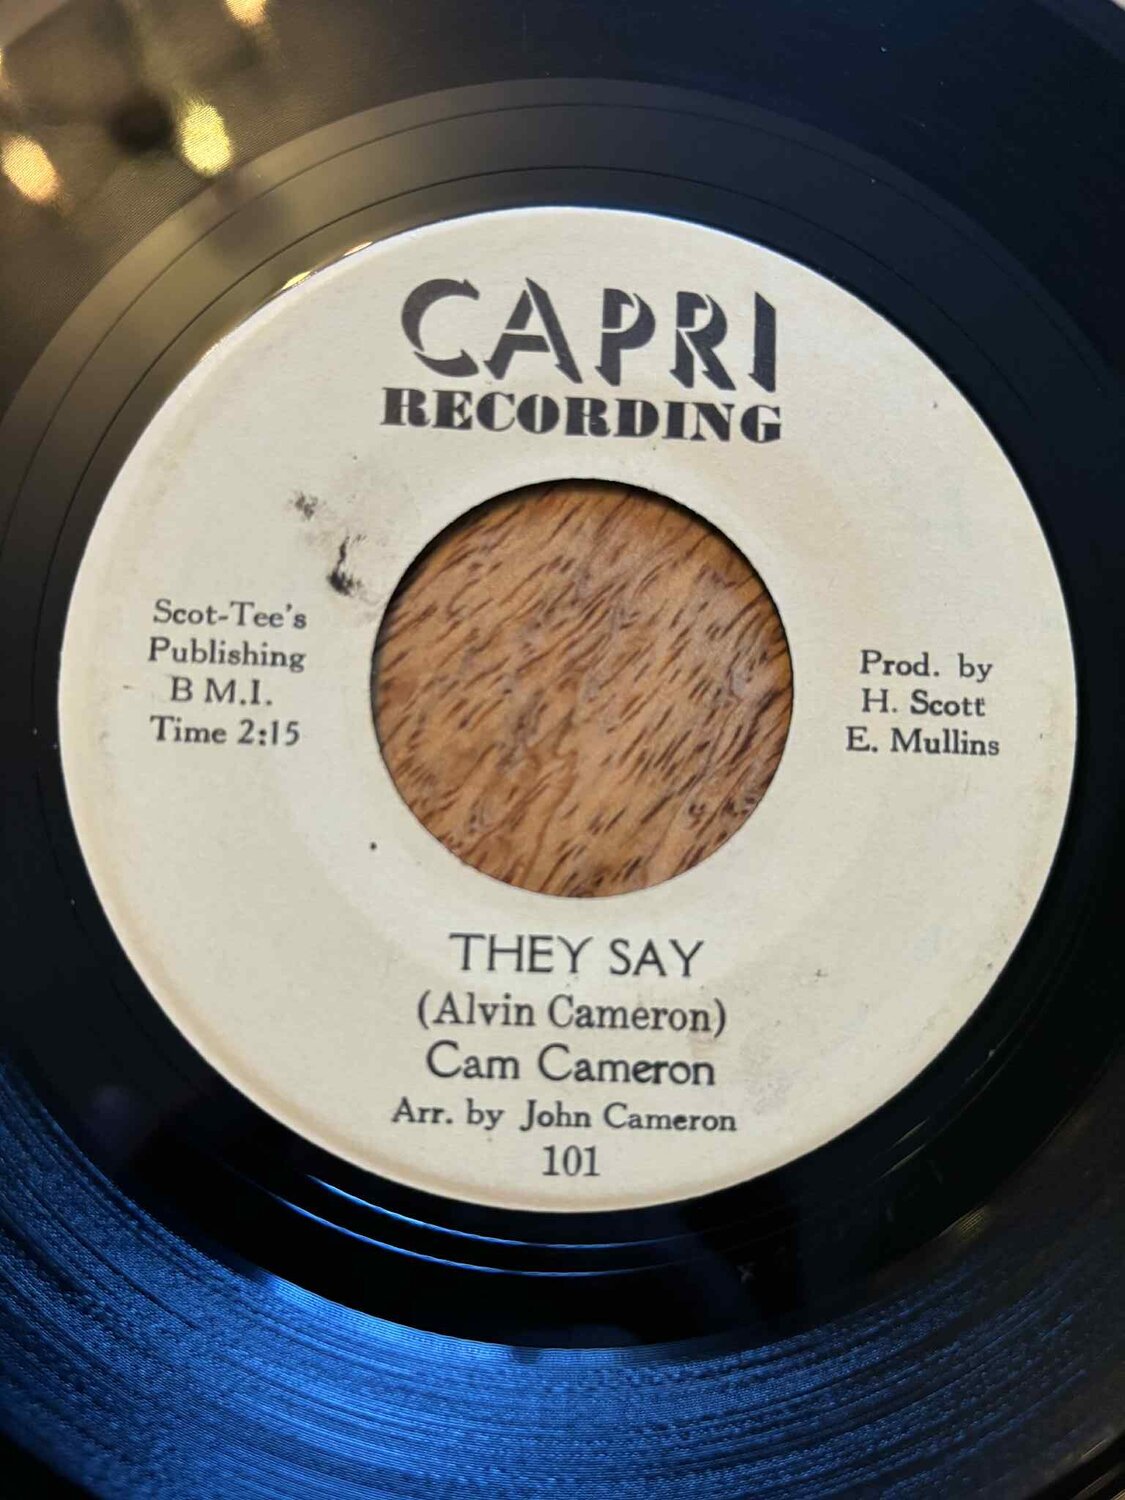 CAPRI
RECORDING
Scot-Tee's
Publishing
B M.I.
Time 2:15
Prod. by
H. Scott
E. Mullins
THEY SAY
(Alvin Cameron)
Cam Cameron
Arr. by John Cameron
101